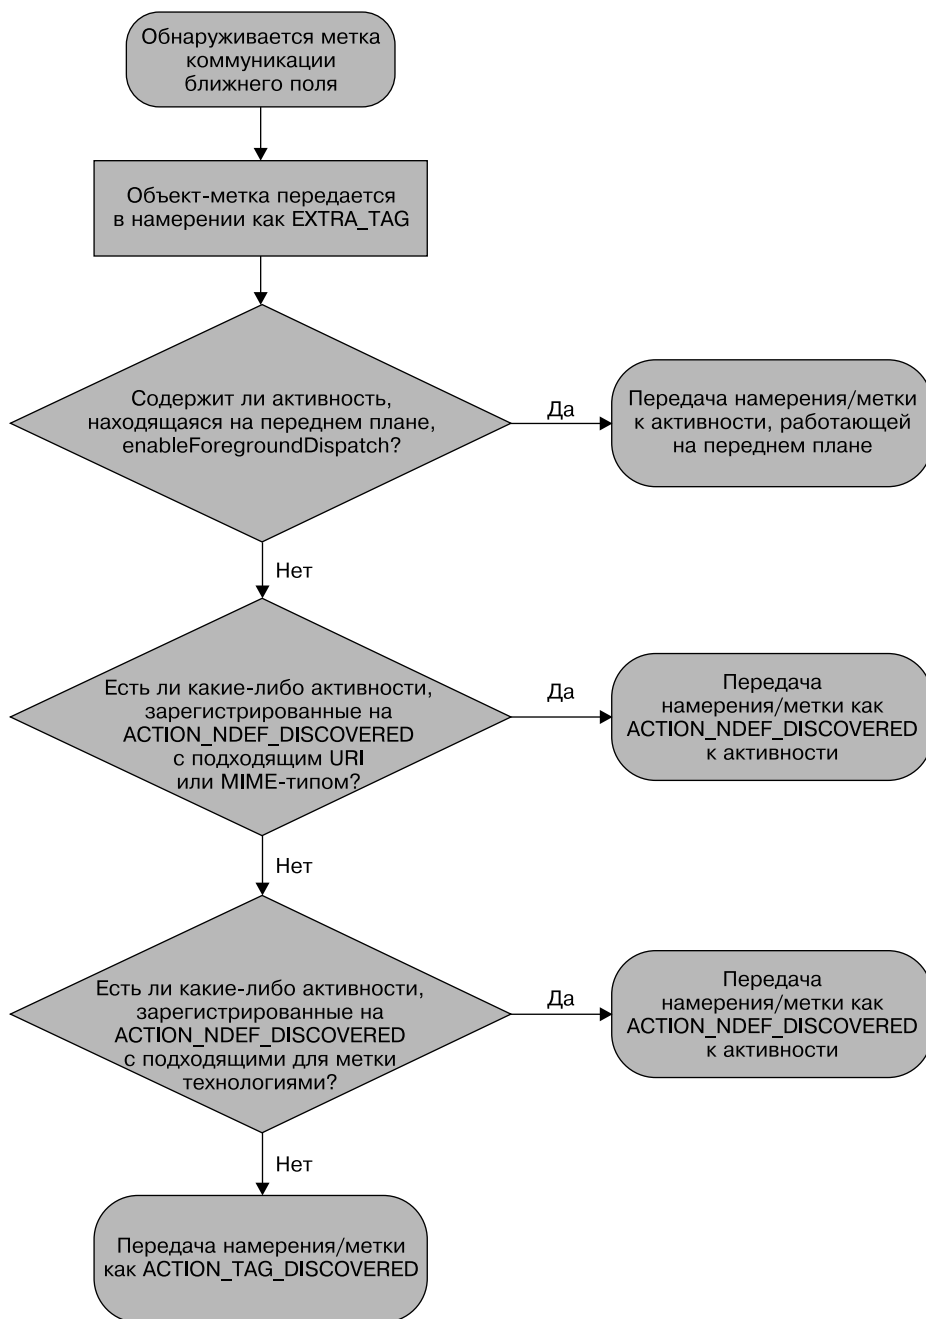 Обнаруживается метка
коммуникации
ближнего поля
Объект-метка передается
в намерении как EXTRA_TAG
Содержит ли активность,
находящаяся на переднем плане,
enableForegroundDispatch?
Да
Передача намерения/метки
к активности, работающей
на переднем плане
Нет
Есть ли какие-либо активности,
зарегистрированные на
ACTION_NDEF_DISCOVERED
с подходящим URI
или MIME-типом?
Да
Передача
намерения/метки как
ACTION_NDEF_DISCOVERED
к активности
Нет
Есть ли какие-либо активности,
зарегистрированные на
ACTION_NDEF_DISCOVERED
с подходящими для метки
технологиями?
Да
Передача
намерения/метки как
ACTION_NDEF_DISCOVERED
к активности
Нет
Передача намерения/метки
как ACTION_TAG_DISCOVERED